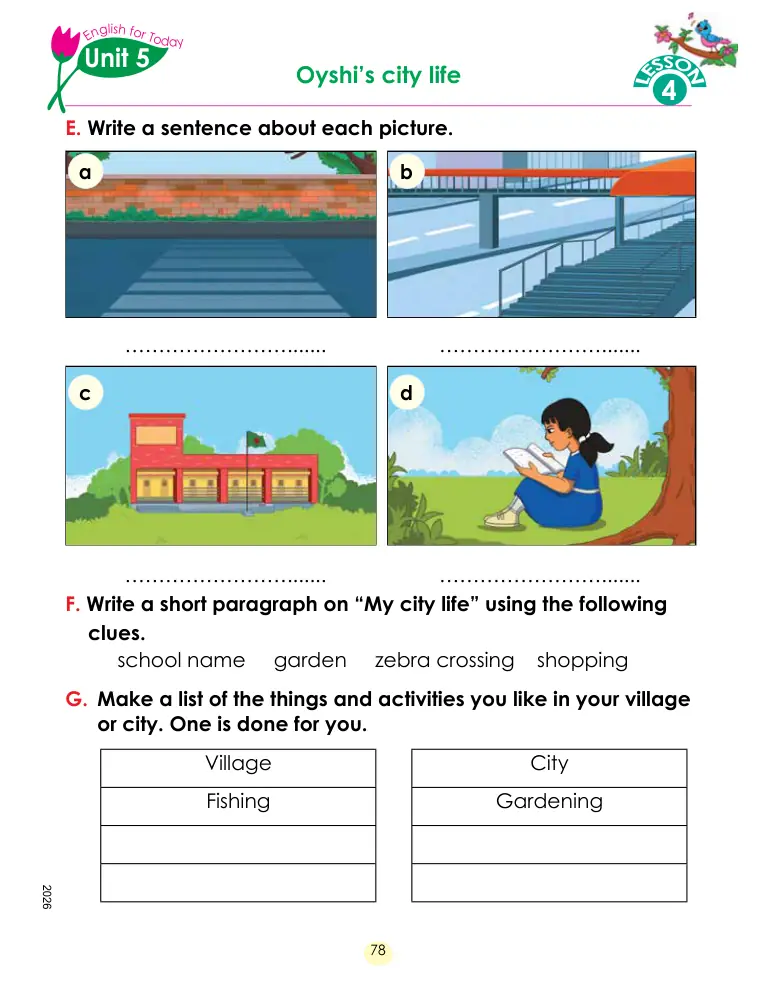 English for Today
Unit 5
Oyshi’s city life
LESSON
4
E. Write a sentence about each picture.
a
b
…………………….......
…………………….......
c
d
…………………….......
…………………….......
F. Write a short paragraph on “My city life” using the following
clues.
school name garden zebra crossing shopping
G. Make a list of the things and activities you like in your village
or city. One is done for you.
Village
Fishing
City
Gardening
2026
78